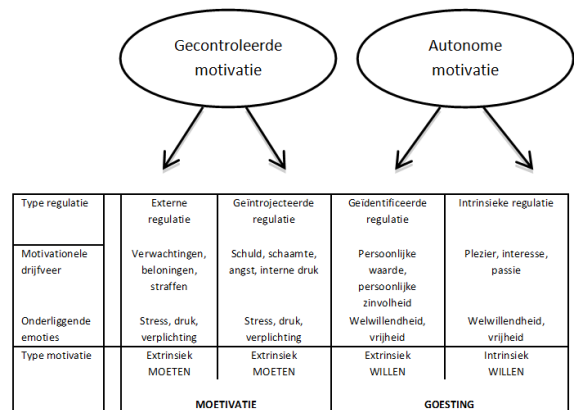 Gecontroleerde
motivatie
Autonome
motivatie
Type regulatie
Externe
regulatie
Geïntrojecteerde
regulatie
Geïdentificeerde
regulatie
Intrinsieke regulatie
Motivationele
drijfveer
Verwachtingen,
beloningen,
straffen
Schuld, schaamte,
angst, interne druk
Persoonlijke
waarde,
persoonlijke
zinvolheid
Plezier, interesse,
passie
Onderliggende
emoties
Stress, druk,
verplichting
Stress, druk,
verplichting
Welwillendheid,
vrijheid
Welwillendheid,
vrijheid
Type motivatie
Extrinsiek
MOETEN
Extrinsiek
MOETEN
Extrinsiek
WILLEN
Intrinsiek
WILLEN
MOETIVATIE
GOESTING